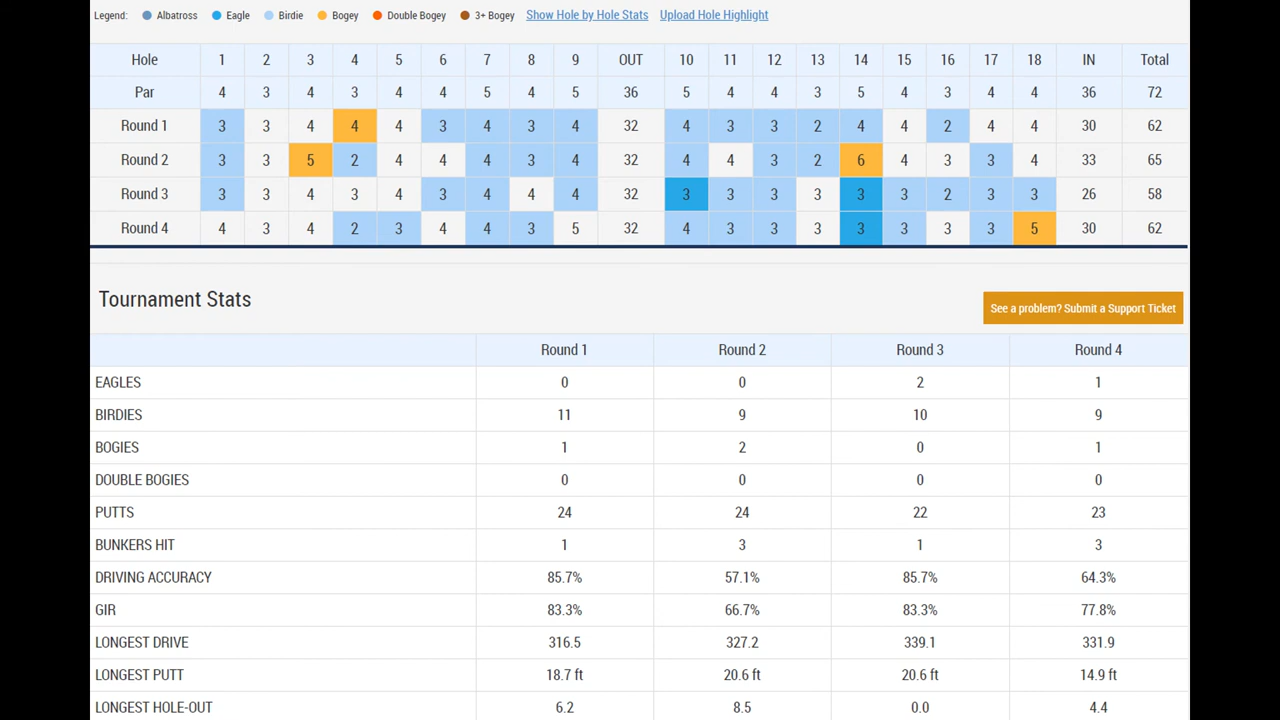 Legend: Albatross Eagle Birdie Bogey Double Bogey 3+ Bogey Show Hole by Hole Stats Upload Hole Highlight
Hole 1 2 3 4 5 6 7 8 9 OUT 10 11 12 13 14 15 16 17 18 IN Total
Par 4 3 4 3 4 4 5 4 5 36 5 4 4 3 5 4 3 4 4 36 72
Round 1 3 3 4 4 4 3 4 3 4 32 4 3 3 2 4 4 2 4 4 30 62
Round 2 3 3 5 2 4 4 4 3 4 32 4 4 3 2 6 4 3 3 4 33 65
Round 3 3 3 4 3 4 3 4 4 4 32 3 3 3 3 3 3 2 3 3 26 58
Round 4 4 3 4 2 3 4 4 3 5 32 4 3 3 3 3 3 3 3 5 30 62
Tournament Stats
See a problem? Submit a Support Ticket
Round 1 Round 2 Round 3 Round 4
EAGLES 0 0 2 1
BIRDIES 11 9 10 9
BOGIES 1 2 0 1
DOUBLE BOGIES 0 0 0 0
PUTTS 24 24 22 23
BUNKERS HIT 1 3 1 3
DRIVING ACCURACY 85.7% 57.1% 85.7% 64.3%
GIR 83.3% 66.7% 83.3% 77.8%
LONGEST DRIVE 316.5 327.2 339.1 331.9
LONGEST PUTT 18.7 ft 20.6 ft 20.6 ft 14.9 ft
LONGEST HOLE-OUT 6.2 8.5 0.0 4.4